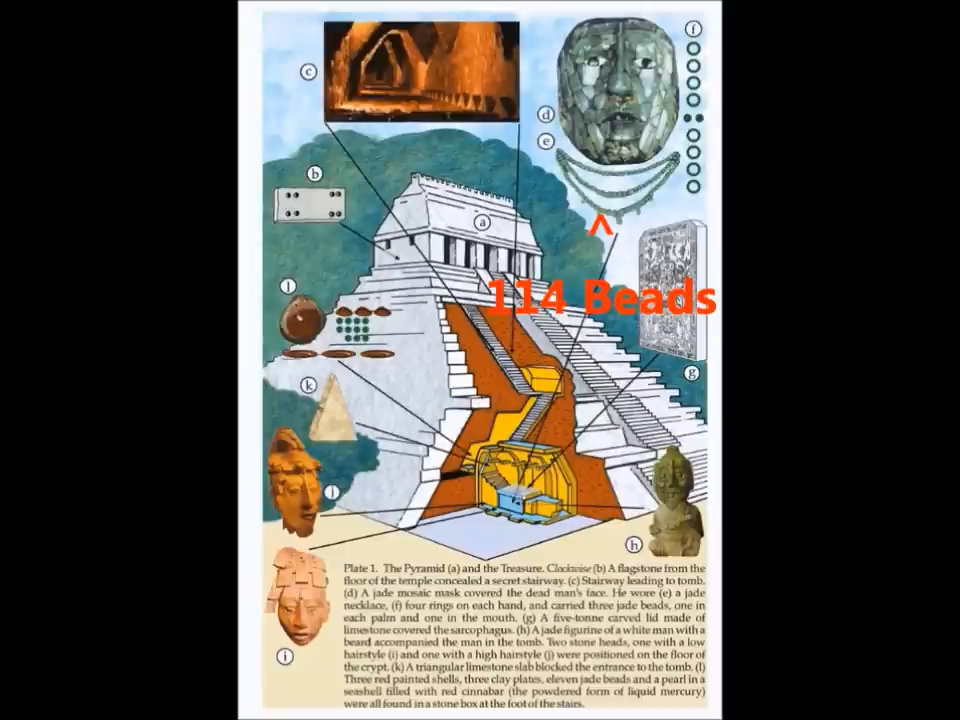 f
c
d
e
b
a
^
114 Beads
l
g
k
j
h
i
Plate 1. The Pyramid (a) and the Treasure. Clockwise (b) A flagstone from the
floor of the temple concealed a secret stairway. (c) Stairway leading to tomb.
(d) A jade mosaic mask covered the dead man's face. He wore (e) a jade
necklace, (f) four rings on each hand, and carried three jade beads, one in
each palm and one in the mouth. (g) A five-tonne carved lid made of
limestone covered the sarcophagus. (h) A jade figurine of a white man with a
beard accompanied the man in the tomb. Two stone heads, one with a low
hairstyle (i) and one with a high hairstyle (j) were positioned on the floor of
the crypt. (k) A triangular limestone slab blocked the entrance to the tomb. (l)
Three red painted shells, three clay plates, eleven jade beads and a pearl in a
seashell filled with red cinnabar (the powdered form of liquid mercury)
were all found in a stone box at the foot of the stairs.